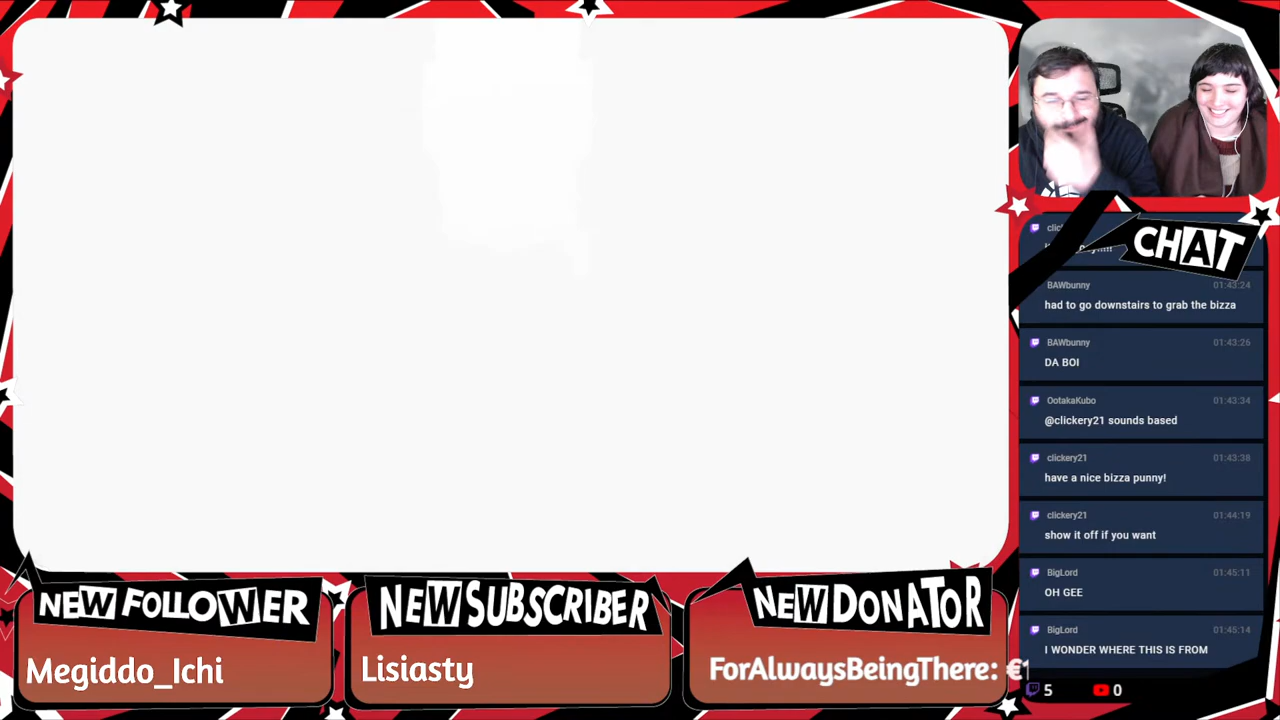 CHAT
BAWbunny 01:43:24
had to go downstairs to grab the bizza
BAWbunny 01:43:26
DA BOI
OotakaKubo 01:43:34
@clickery21 sounds based
clickery21 01:43:38
have a nice bizza punny!
clickery21 01:44:19
show it off if you want
BigLord 01:45:11
OH GEE
BigLord 01:45:14
I WONDER WHERE THIS IS FROM
5 0
NEW FOLLOWER
Megiddo_Ichi
NEW SUBSCRIBER
Lisiasty
NEW DONATOR
ForAlwaysBeingThere: €1